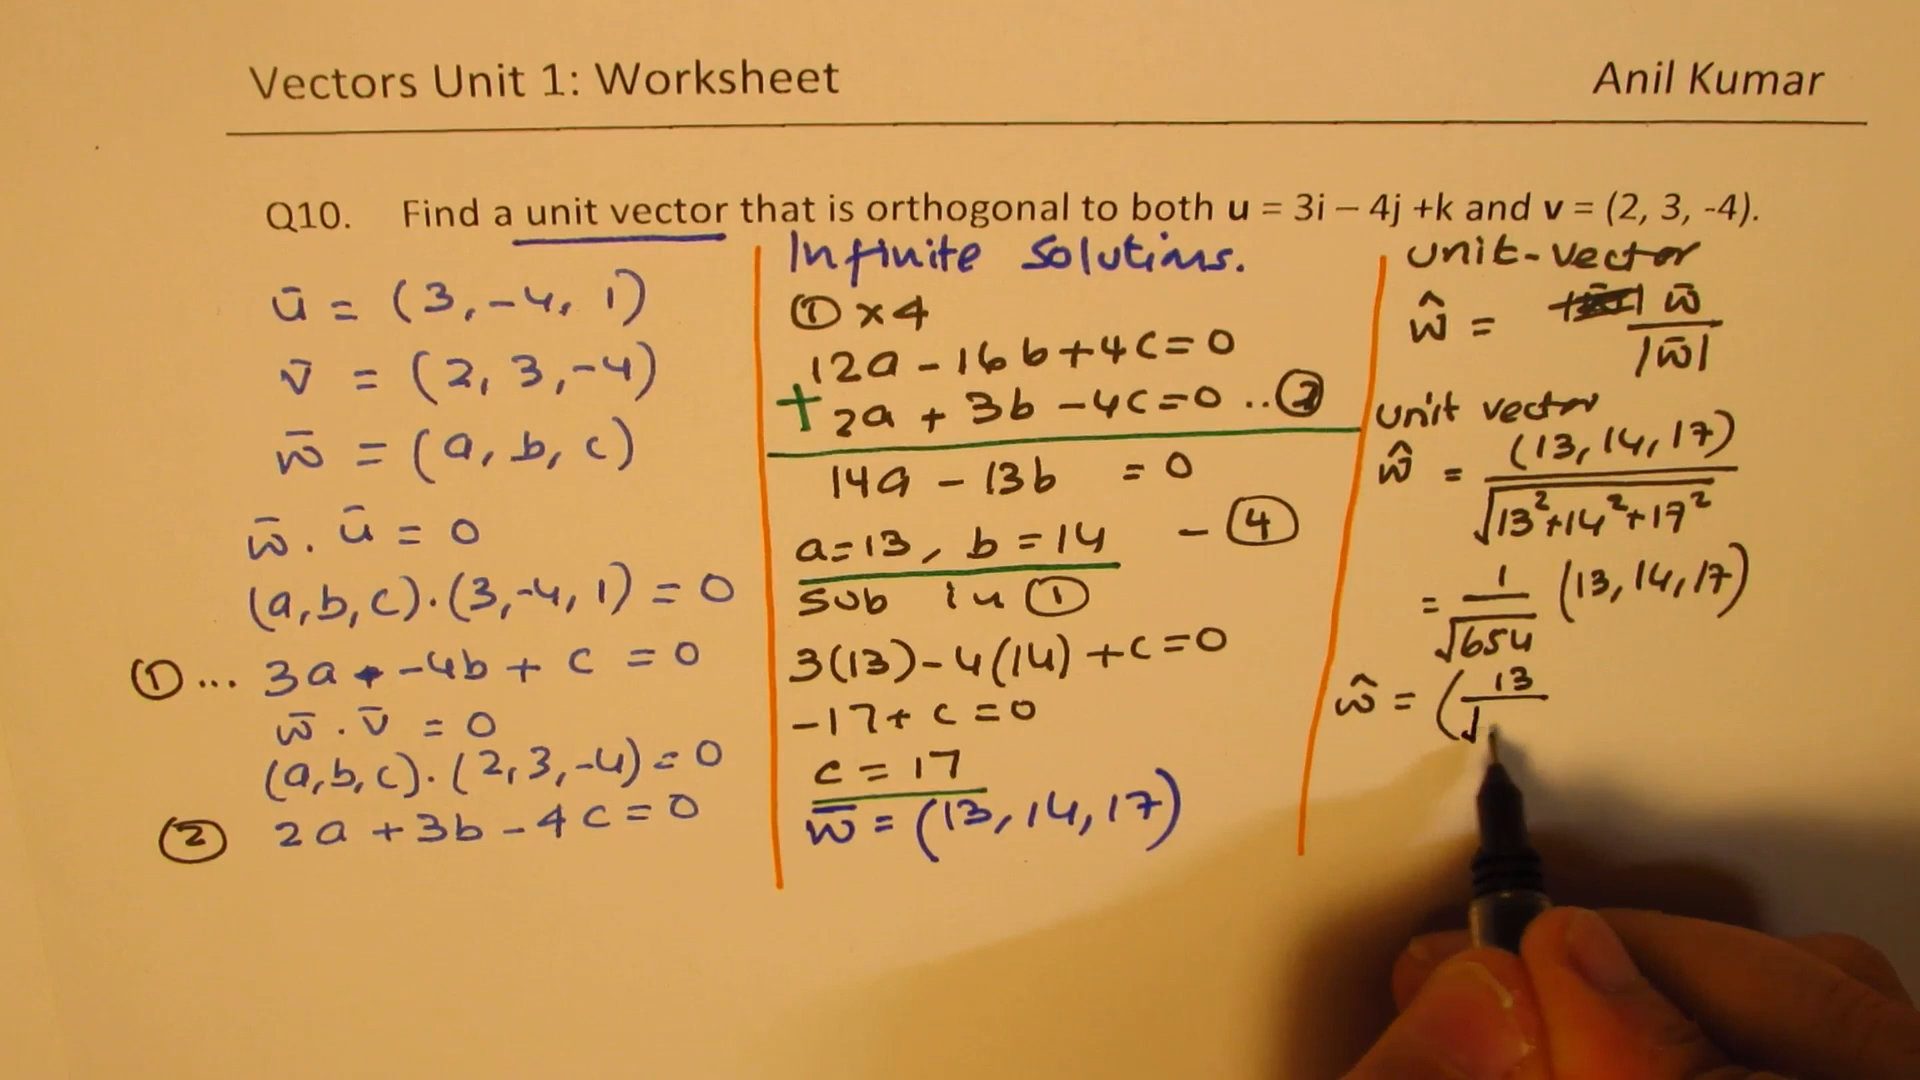 Vectors Unit 1: Worksheet
Anil Kumar
Q10. Find a unit vector that is orthogonal to both u = 3i – 4j +k and v = (2, 3, -4).
ū = (3, -4, 1)
v̄ = (2, 3, -4)
w̄ = (a, b, c)
w̄ . ū = 0
(a, b, c) . (3, -4, 1) = 0
① ... 3a - 4b + c = 0
w̄ . v̄ = 0
(a, b, c) . (2, 3, -4) = 0
② 2a + 3b - 4c = 0
Infinite Solutions.
① × 4
12a - 16b + 4c = 0
+ 2a + 3b - 4c = 0 .. ②
14a - 13b = 0
a = 13, b = 14 - ④
sub in ①
3(13) - 4(14) + c = 0
-17 + c = 0
c = 17
w̄ = (13, 14, 17)
unit-vector
ŵ = w̄ / |w̄|
unit vector
ŵ = (13, 14, 17) / √13² + 14² + 17²
= 1 / √654 (13, 14, 17)
ŵ = ( 13 / √